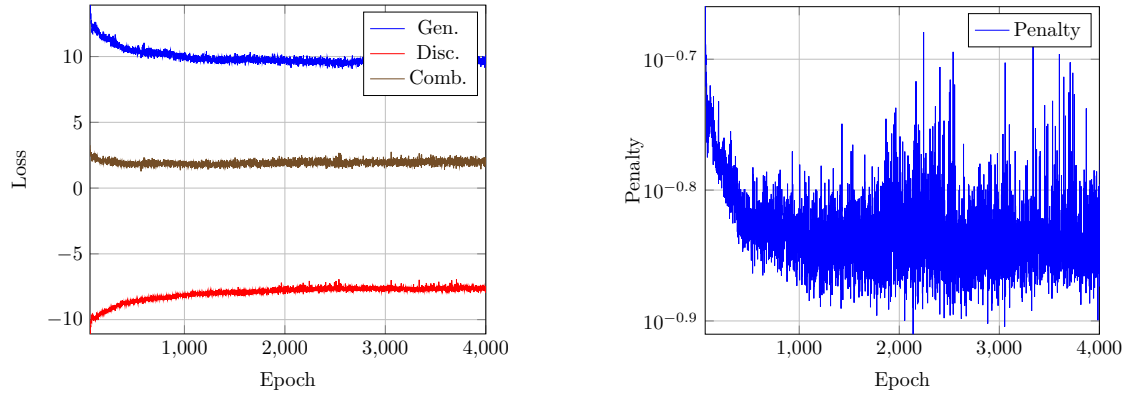 10
5
0
−5
−10
1,000
2,000
3,000
4,000
Epoch
Loss
Gen.
Disc.
Comb.
10−0.7
10−0.8
10−0.9
1,000
2,000
3,000
4,000
Epoch
Penalty
Penalty